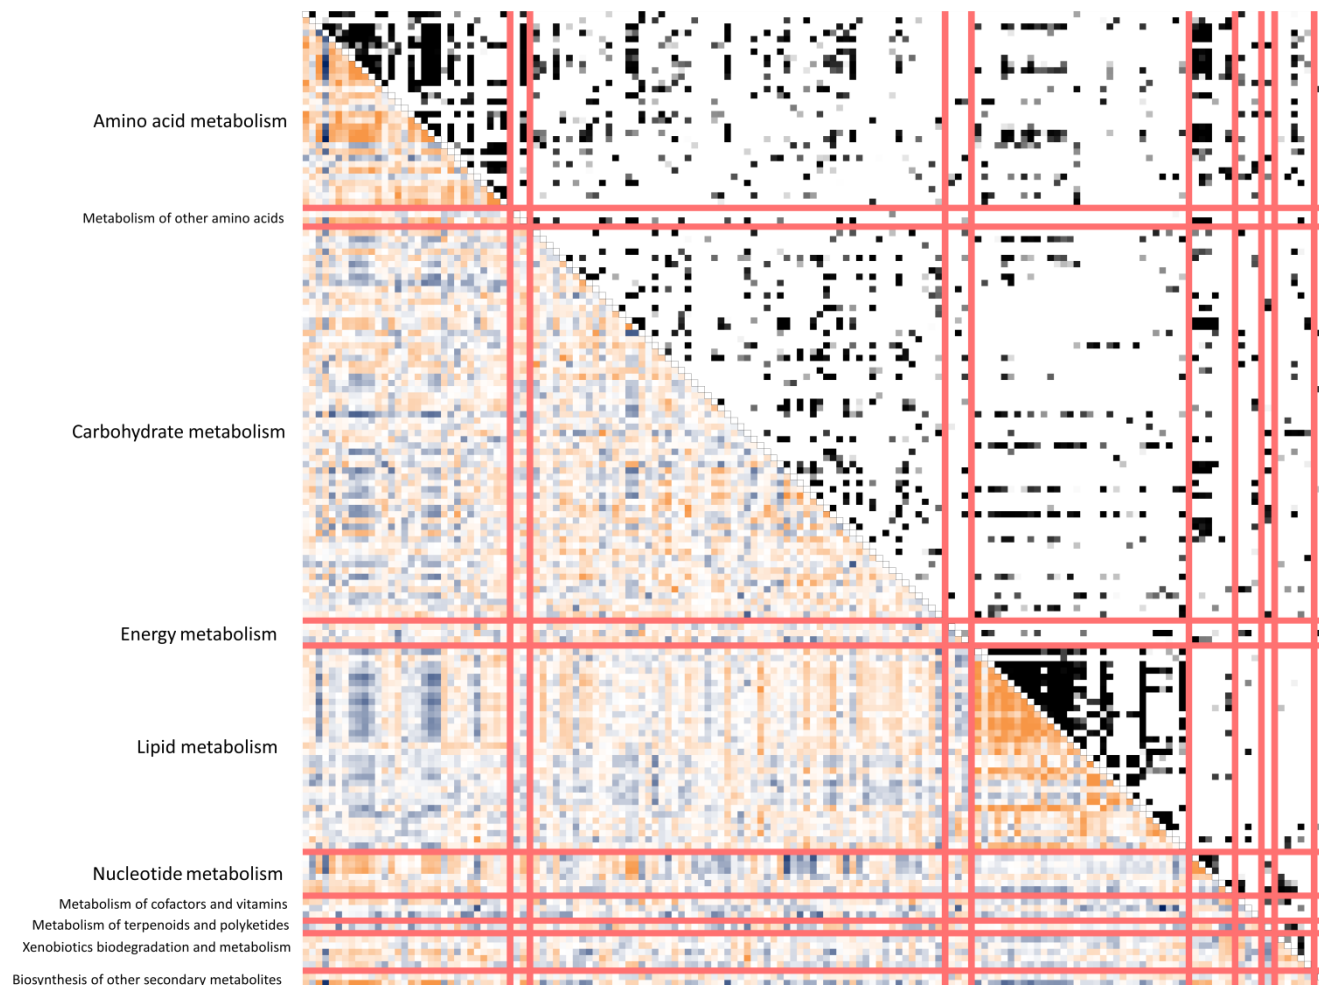 Amino acid metabolism
Metabolism of other amino acids
Carbohydrate metabolism
Energy metabolism
Lipid metabolism
Nucleotide metabolism
Metabolism of cofactors and vitamins
Metabolism of terpenoids and polyketides
Xenobiotics biodegradation and metabolism
Biosynthesis of other secondary metabolites